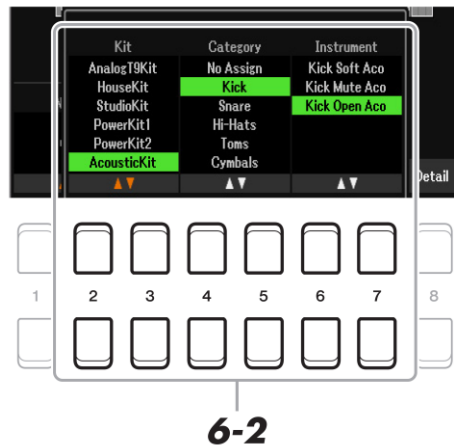 Kit Category Instrument
AnalogT9Kit No Assign Kick Soft Aco
HouseKit Kick Kick Mute Aco
StudioKit Snare Kick Open Aco
PowerKit1 Hi-Hats
PowerKit2 Toms
AcousticKit Cymbals
Detail
1 2 3 4 5 6 7 8
6-2